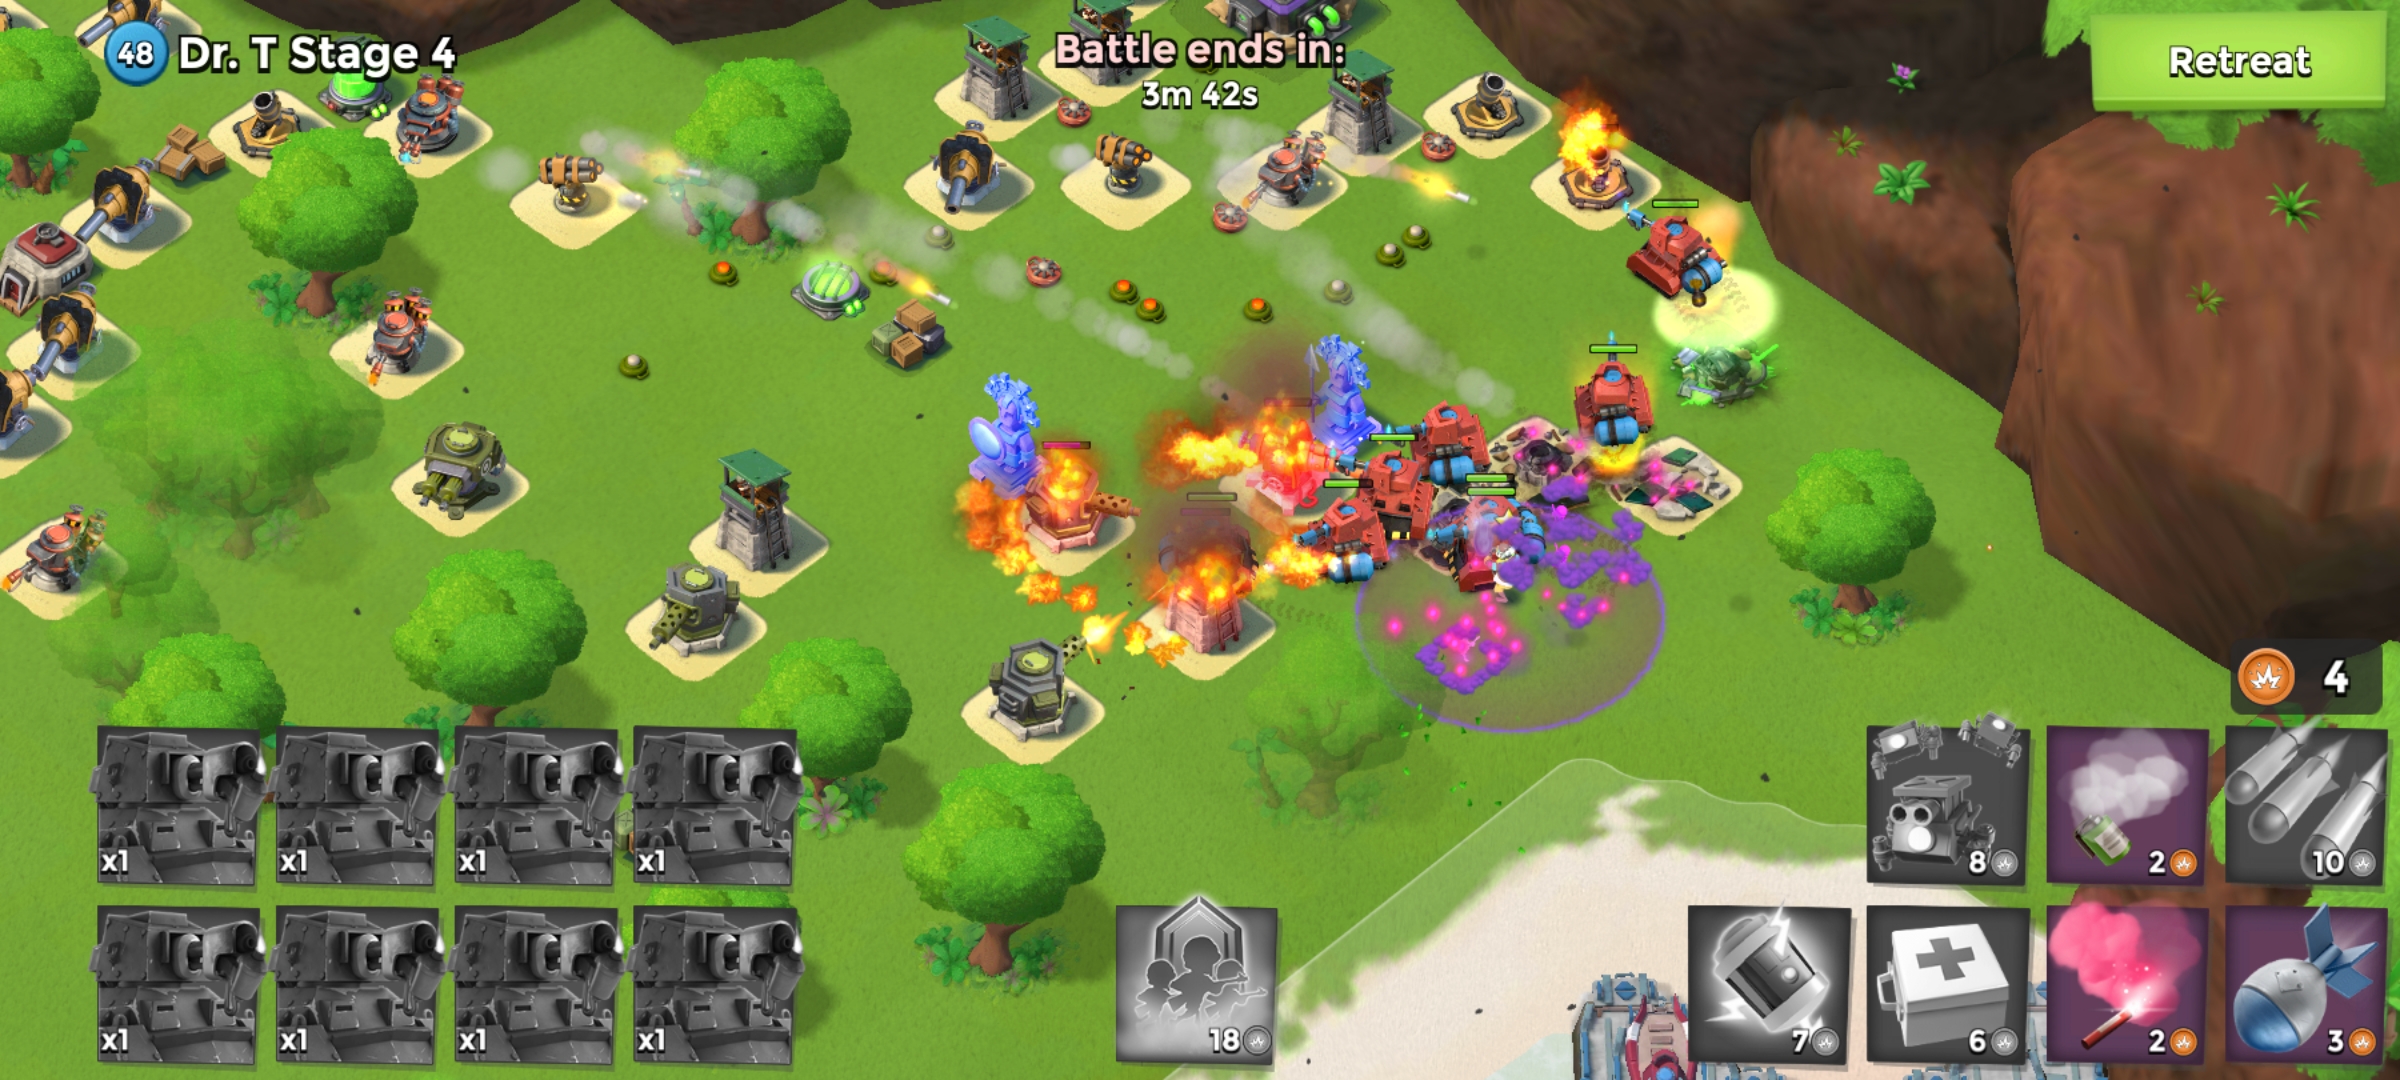 48 Dr. T Stage 4
Battle ends in:
3m 42s
Retreat
4
x1
x1
x1
x1
8
2
10
x1
x1
x1
x1
18
7
6
2
3